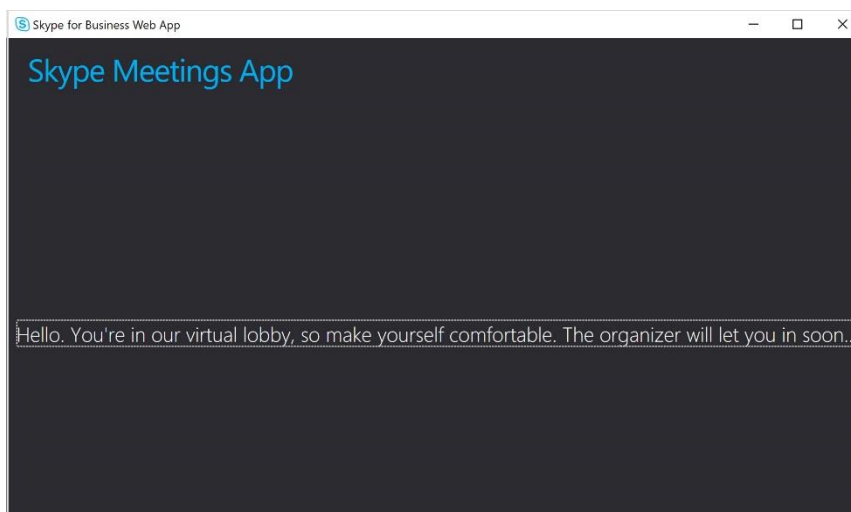 Skype for Business Web App
Skype Meetings App
Hello. You're in our virtual lobby, so make yourself comfortable. The organizer will let you in soon..